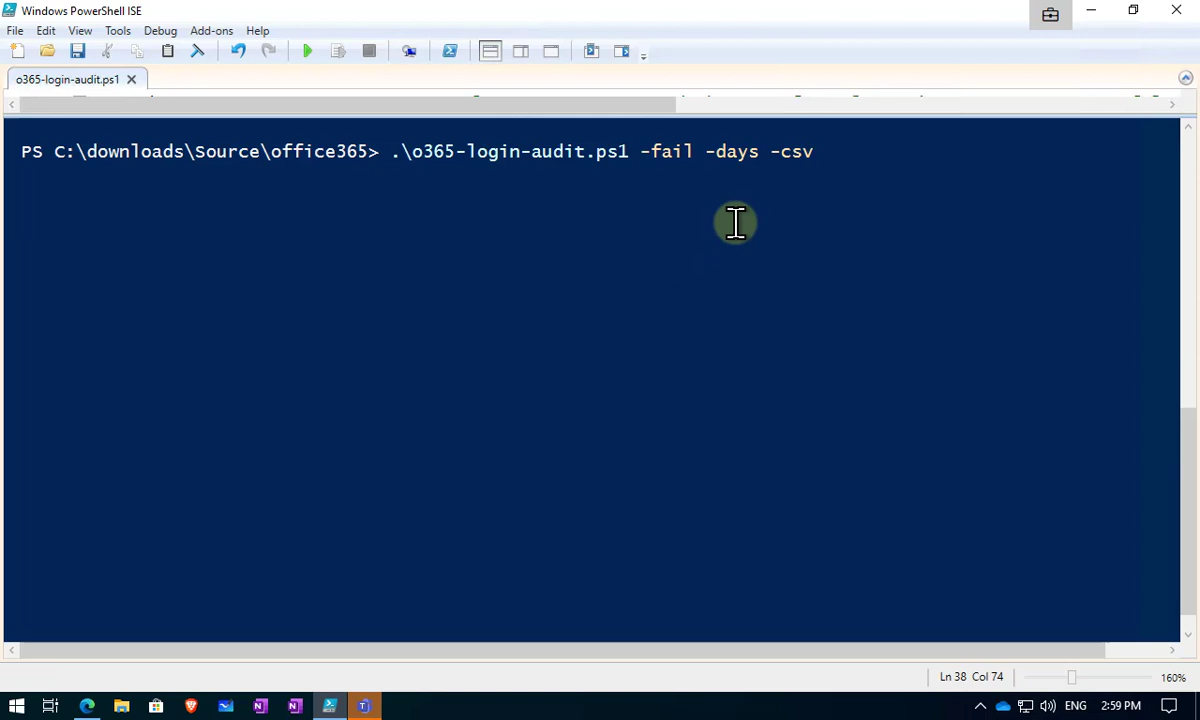 Windows PowerShell ISE
File Edit View Tools Debug Add-ons Help
o365-login-audit.ps1
PS C:\downloads\Source\office365> .\o365-login-audit.ps1 -fail -days -csv
Ln 38 Col 74
160%
ENG
2:59 PM